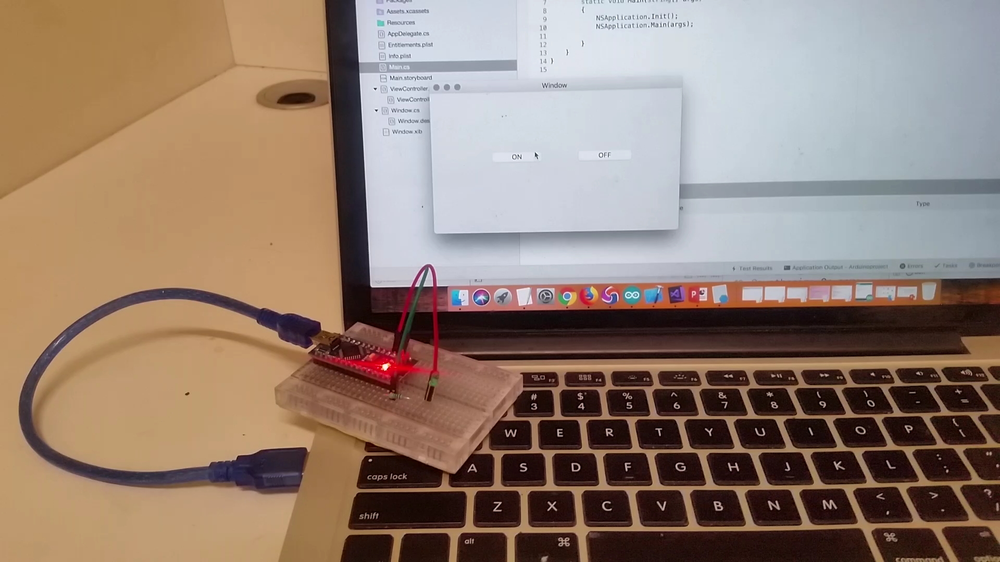 Packages
Assets.xcassets
Resources
AppDelegate.cs
Entitlements.plist
Info.plist
Main.cs
Main.storyboard
ViewController.
ViewControll
Window.cs
Window.des
Window.xib
7 static void Main(string[] args)
8 {
9 NSApplication.Init();
10 NSApplication.Main(args);
11
12 }
13 }
14 }
15
Window
ON
OFF
e
Type
Test Results
Application Output - Arduinoproject
Errors
Tasks
P
F3
F4
F5
F6
F7
F8
F9
F10
F11
F12
# 3
$ 4
% 5
^ 6
& 7
* 8
( 9
) 0
_ -
+ =
W E R T Y U I O P { [
caps lock A S D F G H J K L : ; "
shift Z X C V B N M < , > . ?
alt ⌘ ⌘
command
option